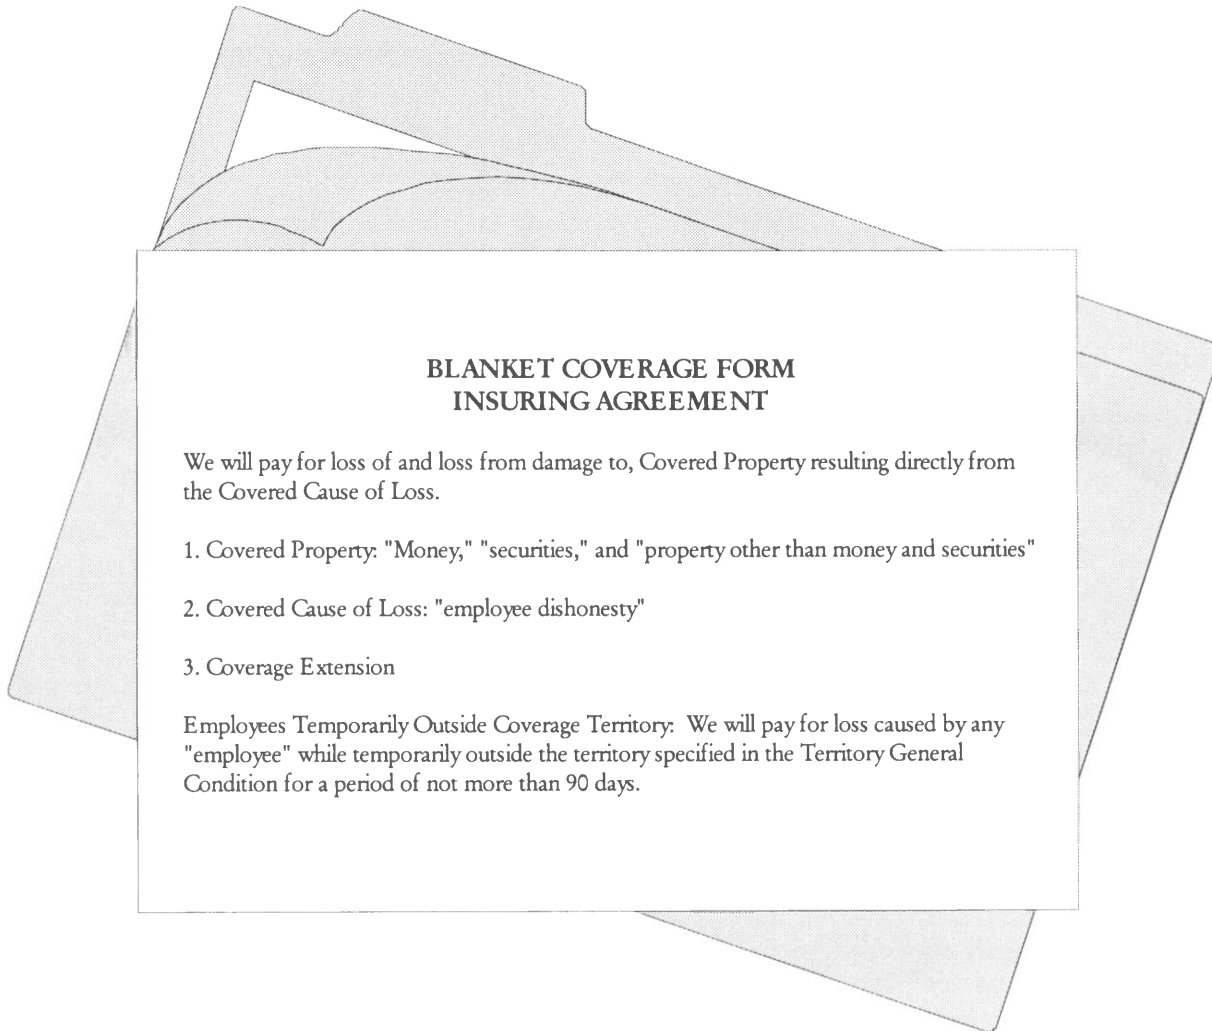 BLANKET COVERAGE FORM
INSURING AGREEMENT
We will pay for loss of and loss from damage to, Covered Property resulting directly from
the Covered Cause of Loss.
1. Covered Property: "Money," "securities," and "property other than money and securities"
2. Covered Cause of Loss: "employee dishonesty"
3. Coverage Extension
Employees Temporarily Outside Coverage Territory:  We will pay for loss caused by any
"employee" while temporarily outside the territory specified in the Territory General
Condition for a period of not more than 90 days.